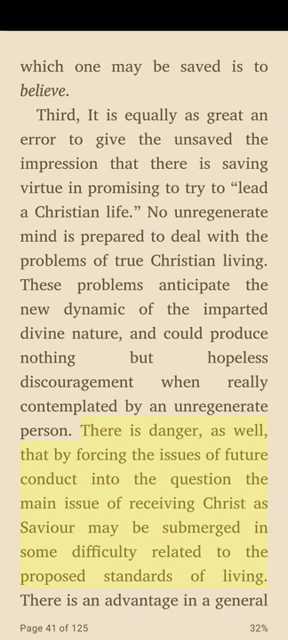 which one may be saved is to
believe.
Third, It is equally as great an
error to give the unsaved the
impression that there is saving
virtue in promising to try to “lead
a Christian life.” No unregenerate
mind is prepared to deal with the
problems of true Christian living.
These problems anticipate the
new dynamic of the imparted
divine nature, and could produce
nothing but hopeless
discouragement when really
contemplated by an unregenerate
person. There is danger, as well,
that by forcing the issues of future
conduct into the question the
main issue of receiving Christ as
Saviour may be submerged in
some difficulty related to the
proposed standards of living.
There is an advantage in a general
Page 41 of 125 32%